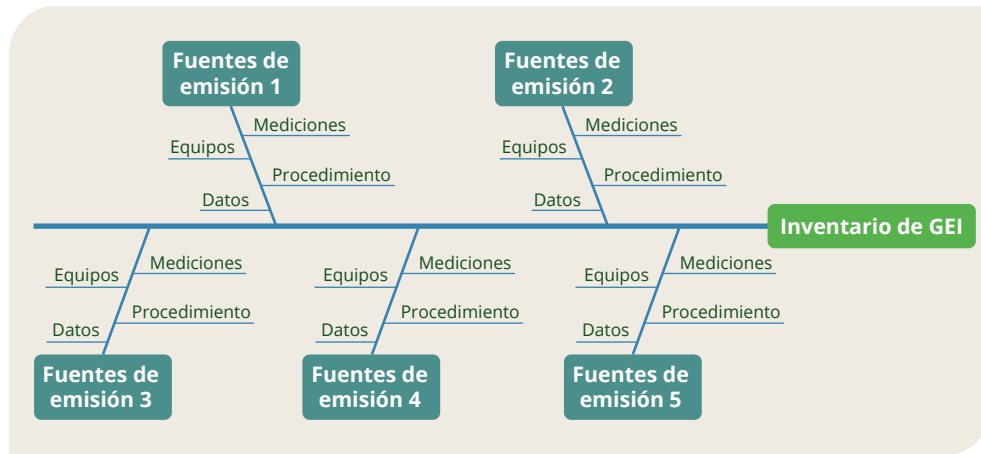 Fuentes de
emisión 1
Fuentes de
emisión 2
Mediciones
Equipos
Procedimiento
Datos
Mediciones
Equipos
Procedimiento
Datos
Inventario de GEI
Equipos
Mediciones
Procedimiento
Datos
Equipos
Mediciones
Procedimiento
Datos
Equipos
Mediciones
Procedimiento
Datos
Fuentes de
emisión 3
Fuentes de
emisión 4
Fuentes de
emisión 5